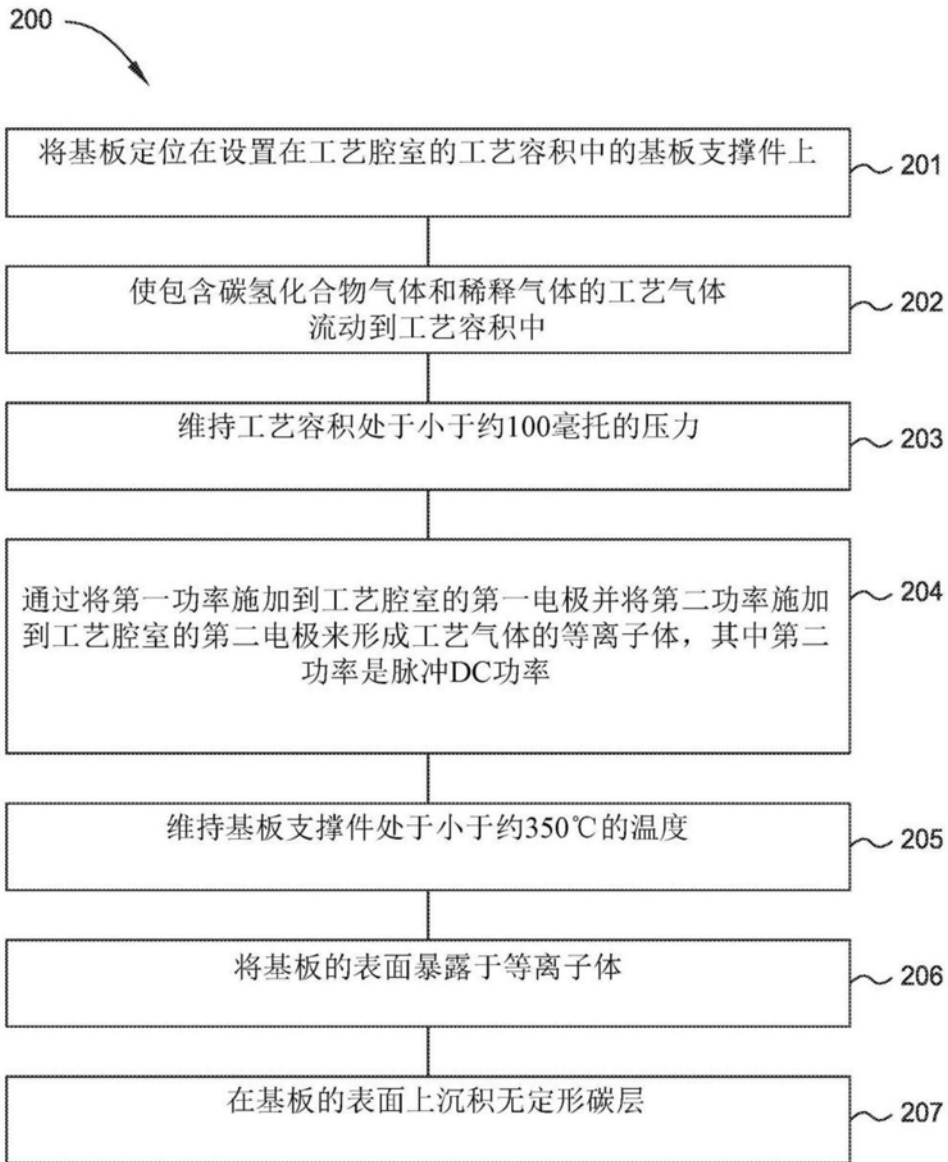 200
将基板定位在设置在工艺腔室的工艺容积中的基板支撑件上
201
使包含碳氢化合物气体和稀释气体的工艺气体
流动到工艺容积中
202
维持工艺容积处于小于约100毫托的压力
203
通过将第一功率施加到工艺腔室的第一电极并将第二功率施加
到工艺腔室的第二电极来形成工艺气体的等离子体，其中第二
功率是脉冲DC功率
204
维持基板支撑件处于小于约350℃的温度
205
将基板的表面暴露于等离子体
206
在基板的表面上沉积无定形碳层
207